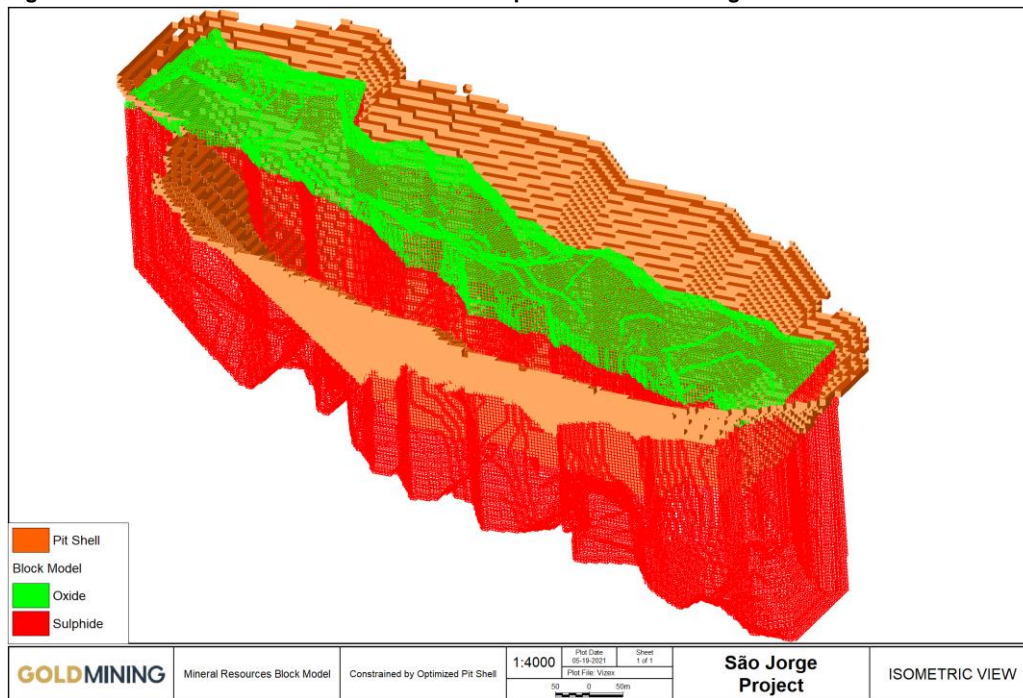 Pit Shell
Block Model
Oxide
Sulphide
GOLDMINING
Mineral Resources Block Model
Constrained by Optimized Pit Shell
1:4000
Plot Date
05-19-2021
Sheet
1 of 1
Plot File: Vizex
50 0 50m
São Jorge
Project
ISOMETRIC VIEW